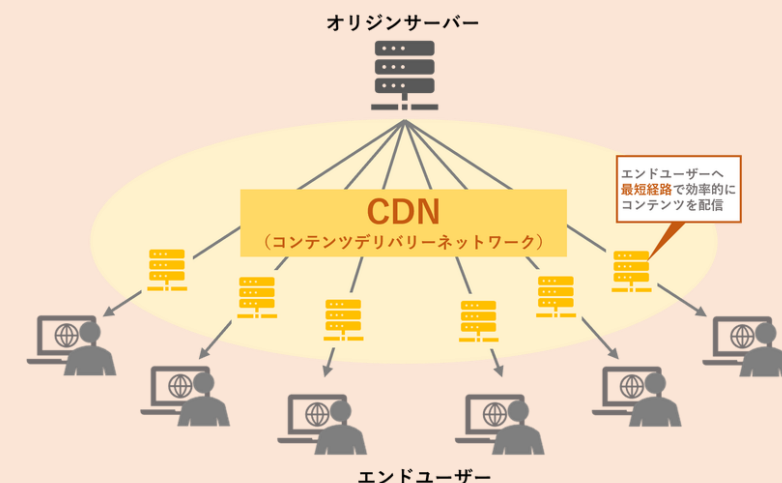 オリジンサーバー
エンドユーザーへ
最短経路で効率的に
コンテンツを配信
CDN
（コンテンツデリバリーネットワーク）
エンドユーザー